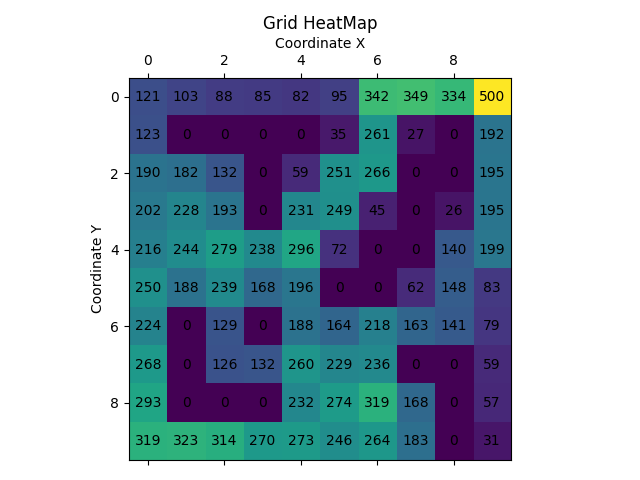 Grid HeatMap
Coordinate X
0 2 4 6 8
0 121 103 88 85 82 95 342 349 334 500
123 0 0 0 0 35 261 27 0 192
2 190 182 132 0 59 251 266 0 0 195
202 228 193 0 231 249 45 0 26 195
4 216 244 279 238 296 72 0 0 140 199
250 188 239 168 196 0 0 62 148 83
6 224 0 129 0 188 164 218 163 141 79
268 0 126 132 260 229 236 0 0 59
8 293 0 0 0 232 274 319 168 0 57
319 323 314 270 273 246 264 183 0 31
Coordinate Y